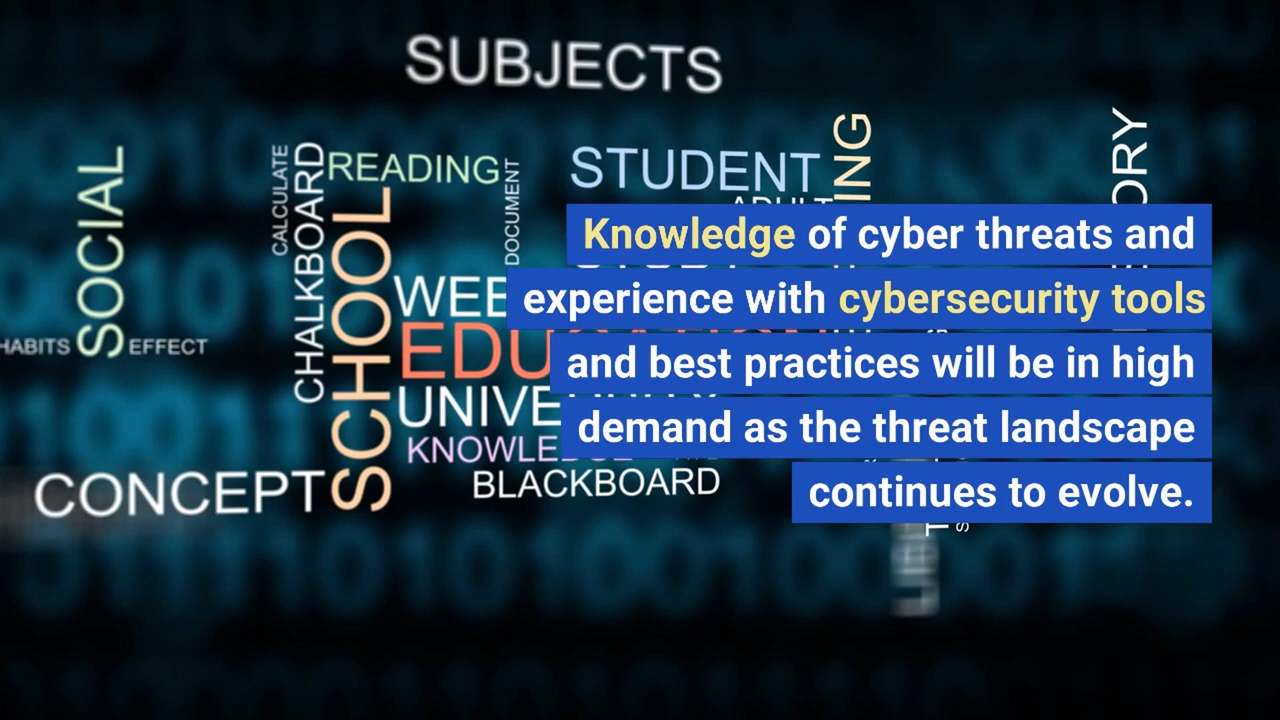 SUBJECTS
SOCIAL
CALCULATE
CHALKBOARD
READING
DOCUMENT
STUDENT
SCHOOL
HABITS
EFFECT
CONCEPT
BLACKBOARD
Knowledge of cyber threats and
experience with cybersecurity tools
and best practices will be in high
demand as the threat landscape
continues to evolve.